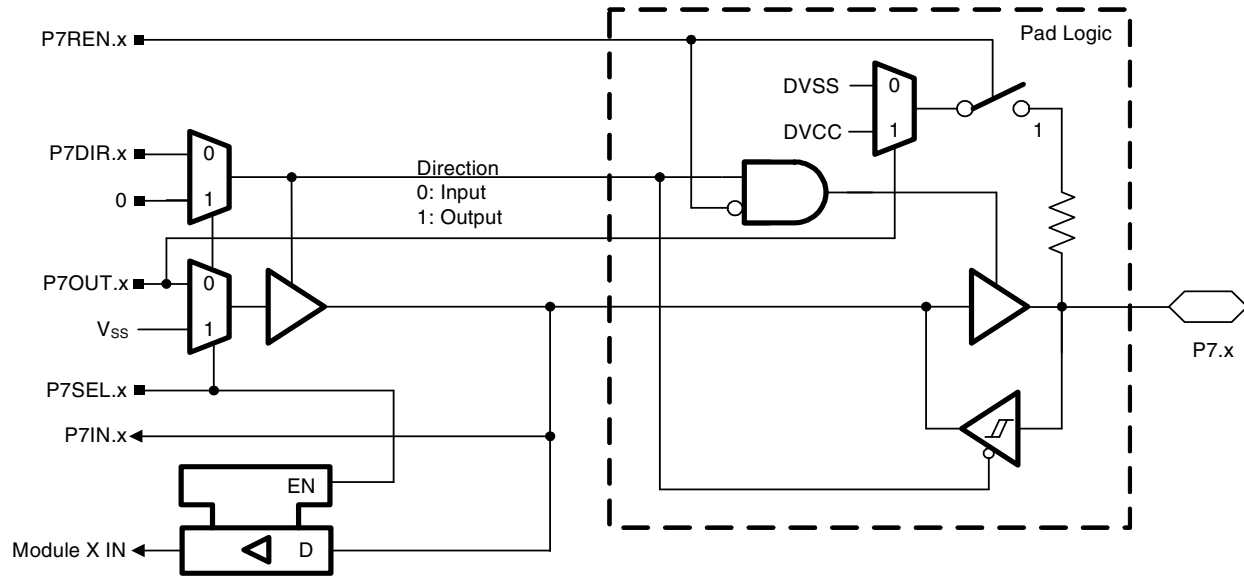 P7REN.x
Pad Logic
DVSS
0
DVCC
1
1
P7DIR.x
0
0
1
Direction
0: Input
1: Output
P7OUT.x
0
VSS
1
P7.x
P7SEL.x
P7IN.x
EN
Module X IN
D